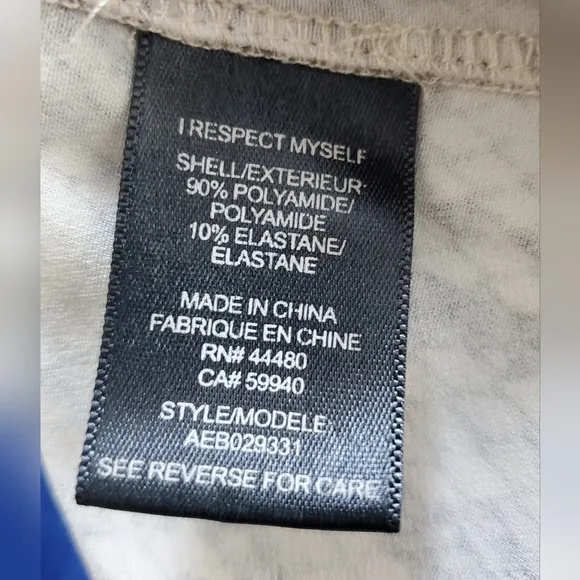 I RESPECT MYSELF
SHELL/EXTERIEUR:
90% POLYAMIDE/
POLYAMIDE
10% ELASTANE/
ÉLASTANE
MADE IN CHINA
FABRIQUE EN CHINE
RN# 44480
CA# 59940
STYLE/MODELE
AEB029331
SEE REVERSE FOR CARE